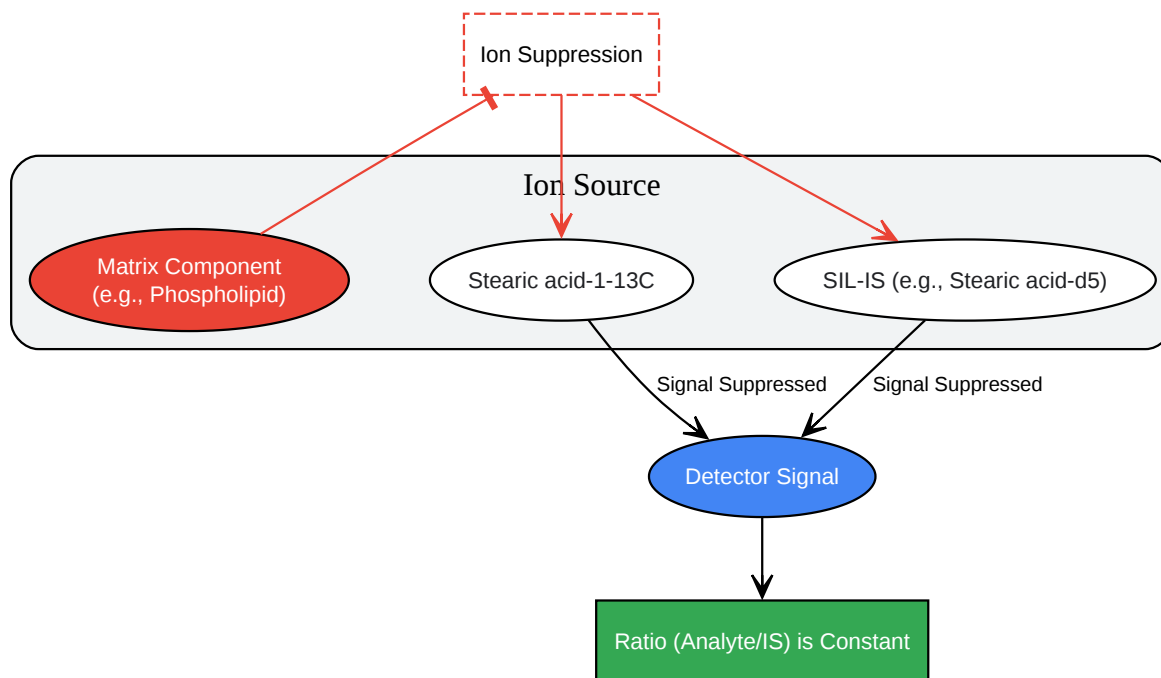 Ion Suppression
Ion Source
Matrix Component
(e.g., Phospholipid)
Stearic acid-1-13C
SIL-IS (e.g., Stearic acid-d5)
Signal Suppressed
Signal Suppressed
Detector Signal
Ratio (Analyte/IS) is Constant